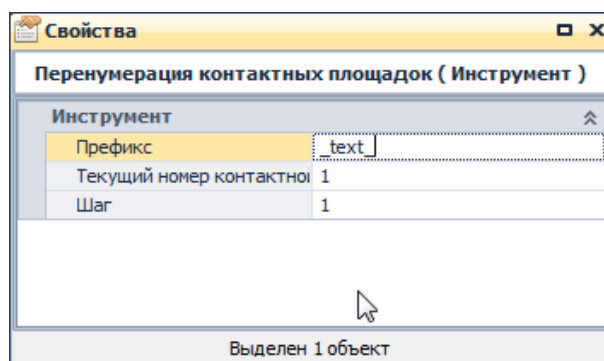 Свойства
Перенумерация контактных площадок ( Инструмент )
Инструмент
Префикс _text_
Текущий номер контактно 1
Шаг 1
Выделен 1 объект